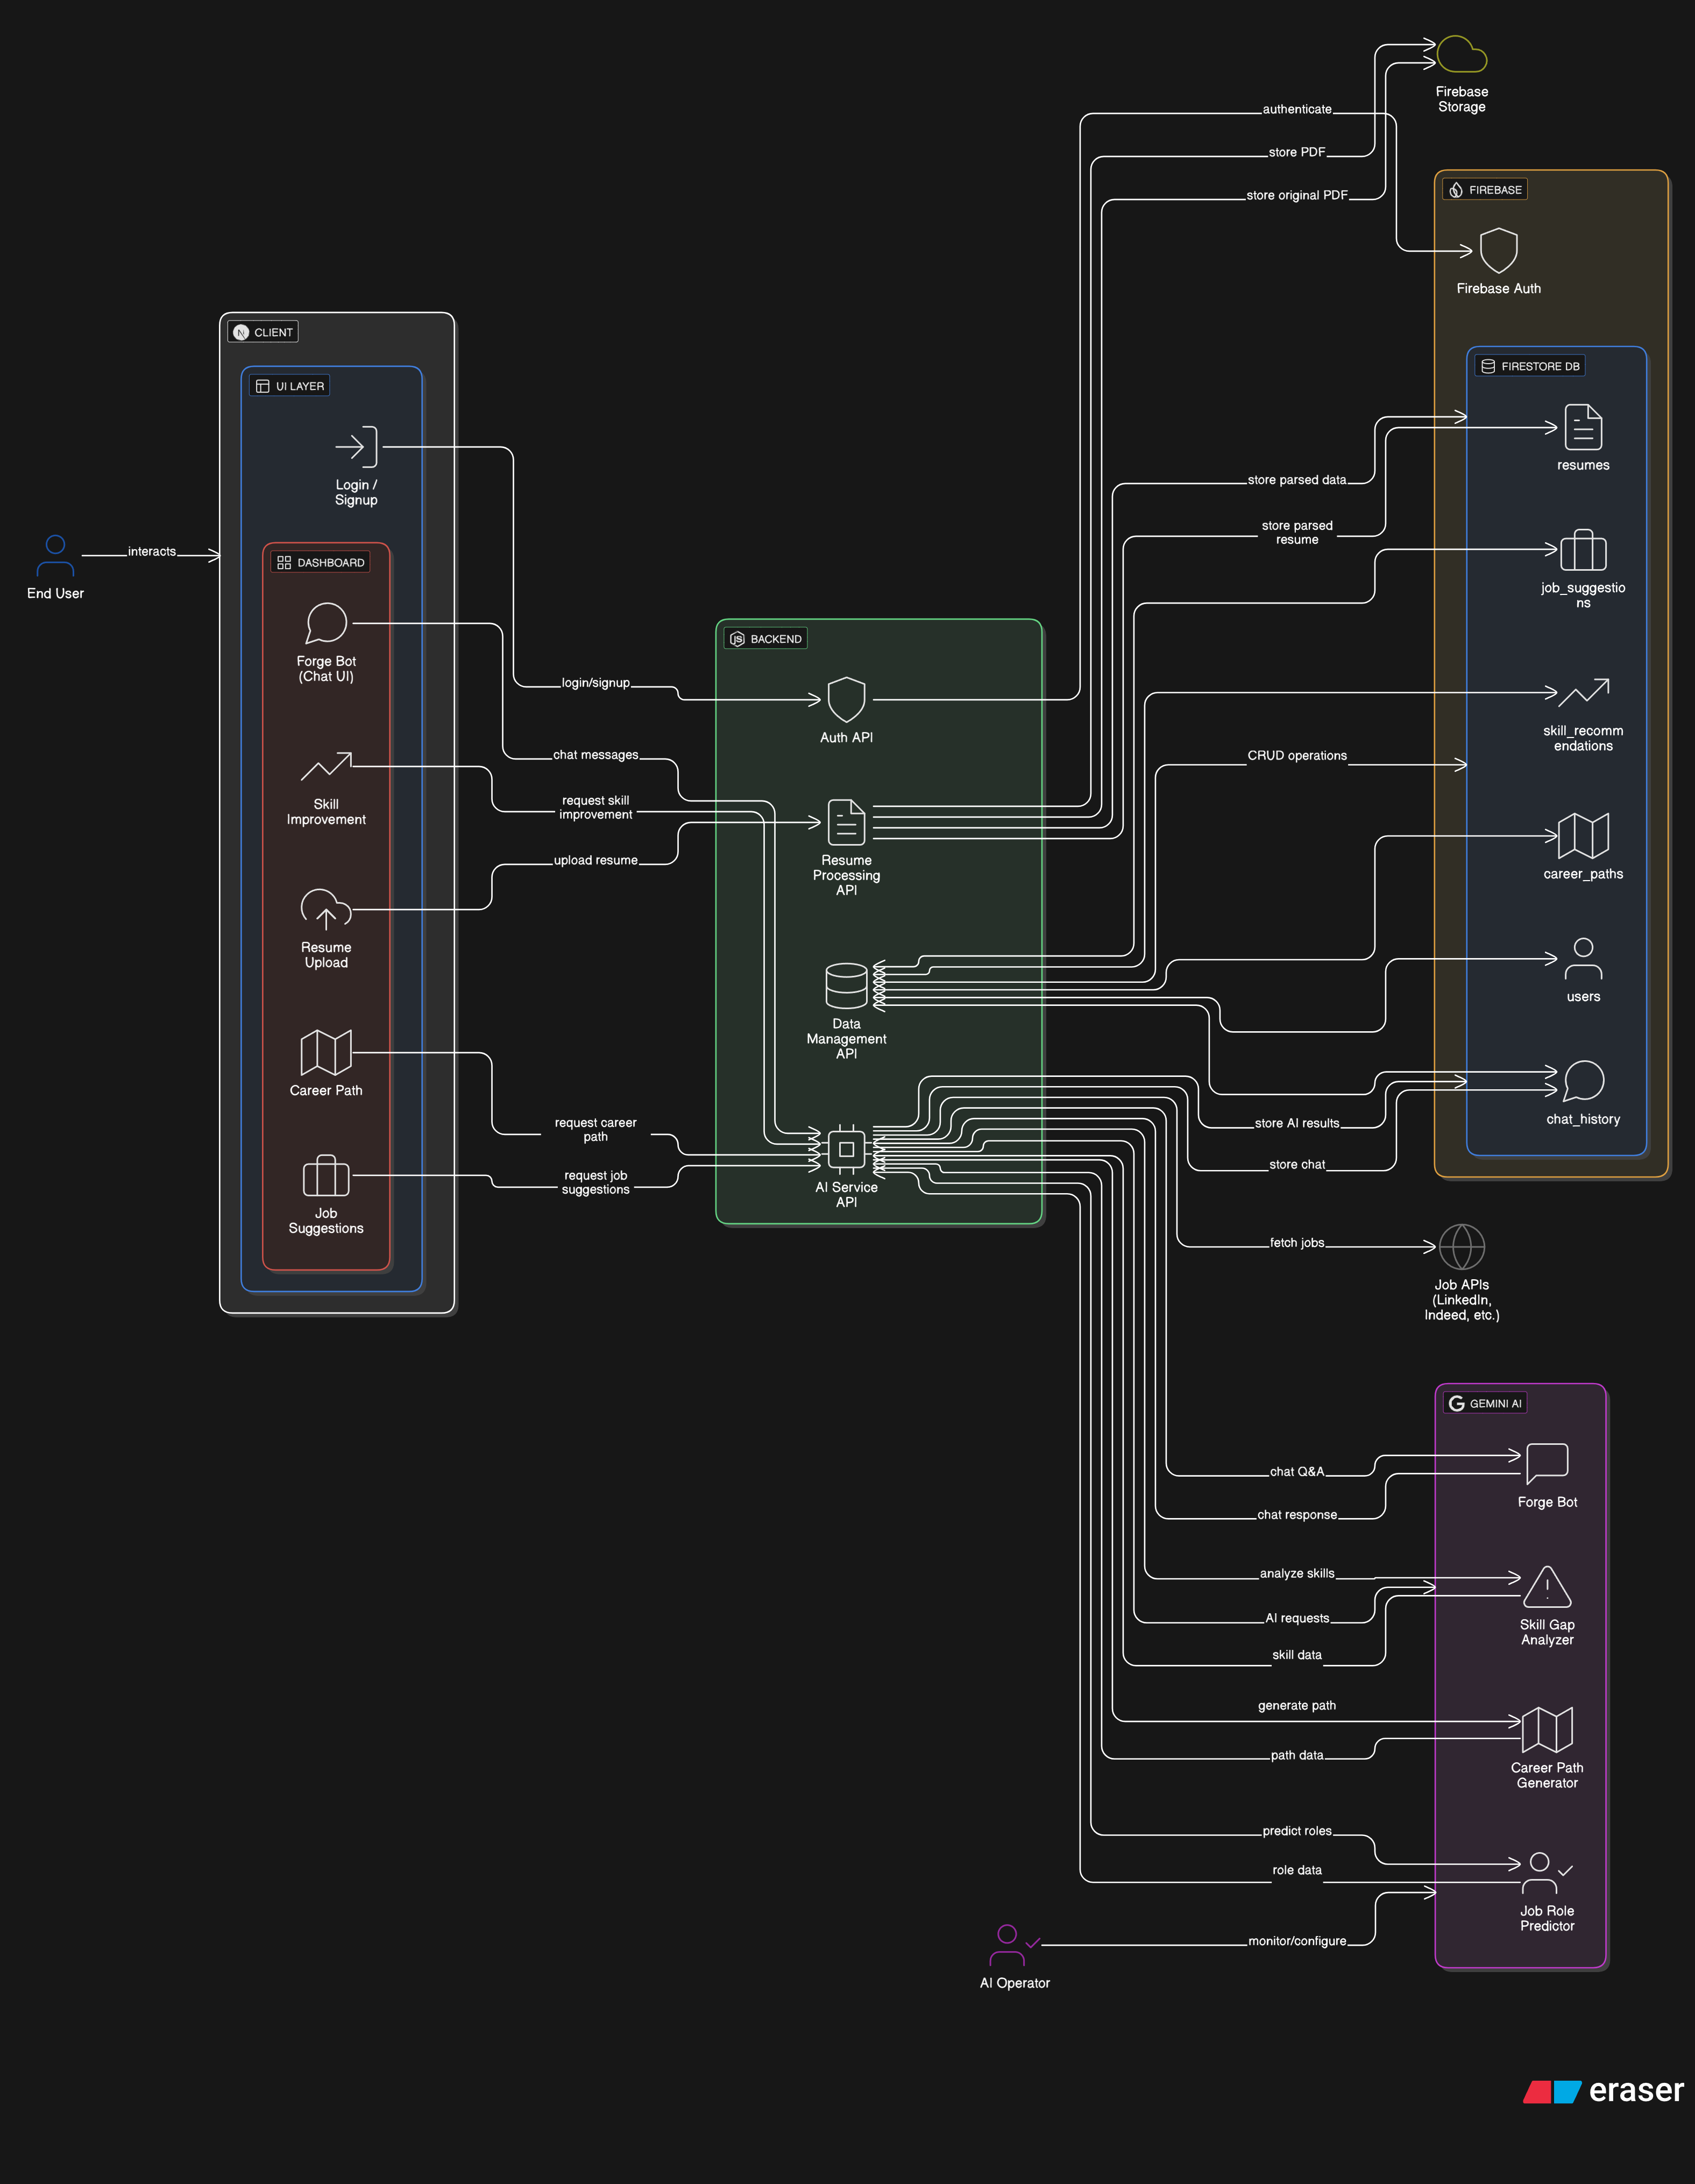 Firebase
Storage
authenticate
store PDF
store original PDF
FIREBASE
Firebase Auth
CLIENT
UI LAYER
Login /
Signup
FIRESTORE DB
resumes
store parsed data
store parsed
resume
interacts
End User
DASHBOARD
Forge Bot
(Chat UI)
job_suggestio
ns
BACKEND
login/signup
Auth API
skill_recomm
endations
chat messages
CRUD operations
Skill
Improvement
request skill
improvement
upload resume
Resume
Processing
API
career_paths
Resume
Upload
users
Data
Management
API
Career Path
request career
path
store AI results
chat_history
store chat
request job
suggestions
AI Service
API
Job
Suggestions
fetch jobs
Job APIs
(LinkedIn,
Indeed, etc.)
GEMINI AI
chat Q&A
Forge Bot
chat response
analyze skills
AI requests
Skill Gap
Analyzer
skill data
generate path
path data
Career Path
Generator
predict roles
role data
Job Role
Predictor
monitor/configure
AI Operator
eraser